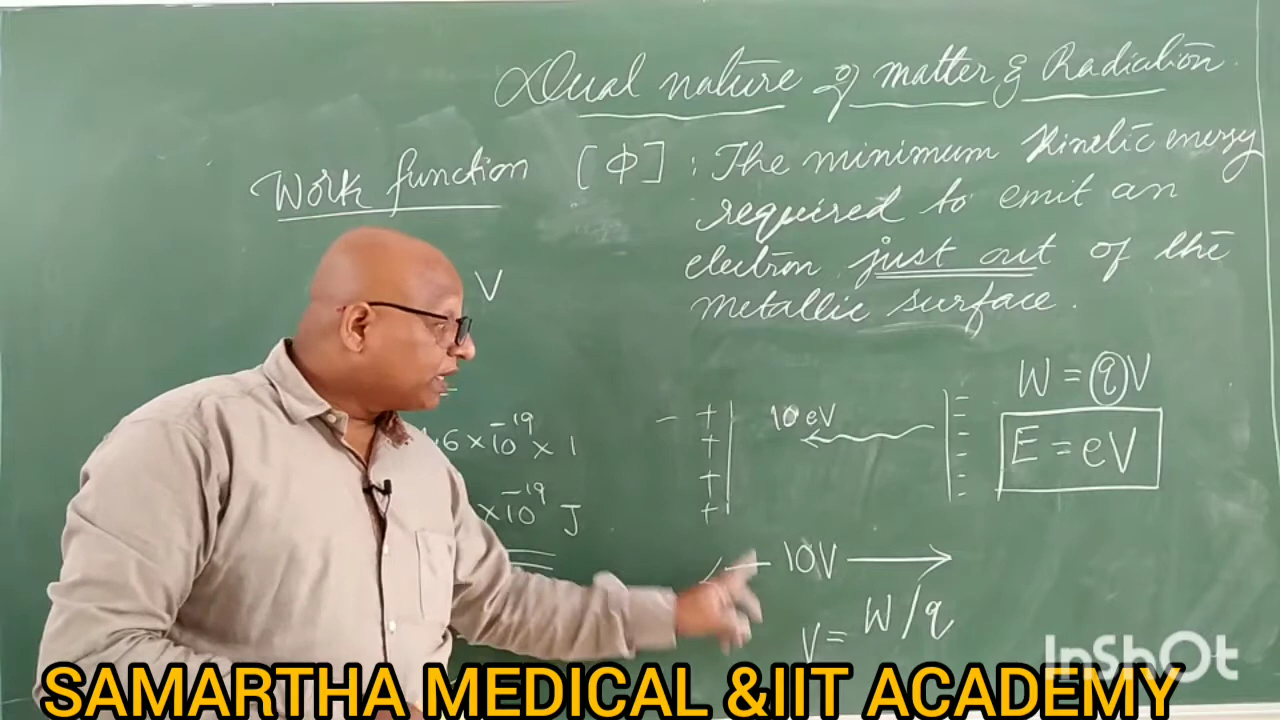 Dual nature of matter & Radiation.
Work function [Φ] : The minimum Kinetic energy
required to emit an
electron just out of the
metallic surface.
V
W = qV
E = eV
.6 × 10⁻¹⁹ × 1
× 10⁻¹⁹ J
− +
+
+
+
10 eV
−
−
−
−
−
10V
V = W/q
InShOt
SAMARTHA MEDICAL &IIT ACADEMY